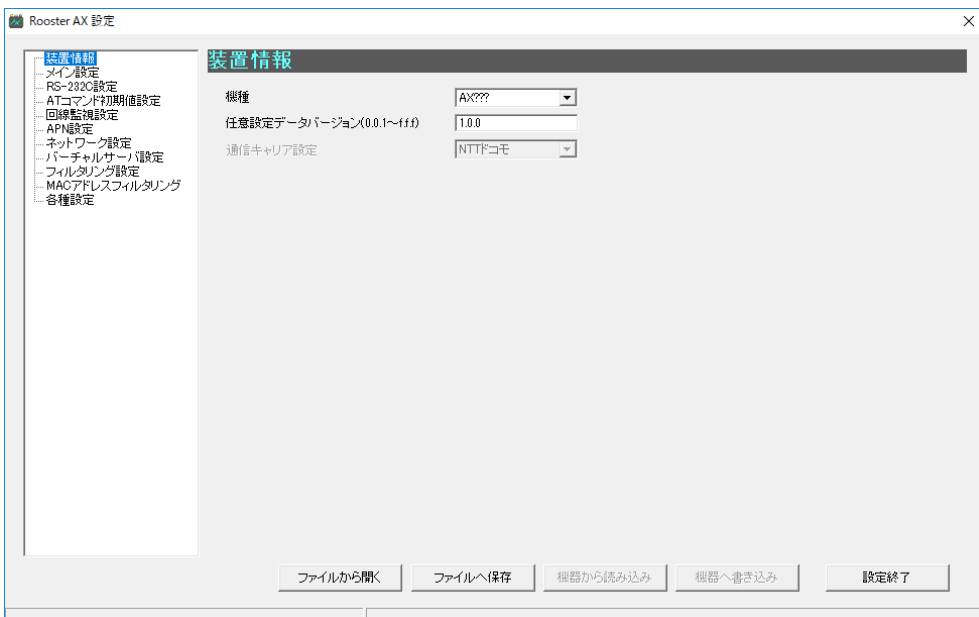 Rooster AX 設定
装置情報
メイン設定
RS-232C設定
ATコマンド初期値設定
回線監視設定
APN設定
ネットワーク設定
バーチャルサーバ設定
フィルタリング設定
MACアドレスフィルタリング
各種設定
装置情報
機種 AX???
任意設定データバージョン(0.0.1～f.f.f) 1.0.0
通信キャリア設定 NTTドコモ
ファイルから開く ファイルへ保存 機器から読み込み 機器へ書き込み 設定終了